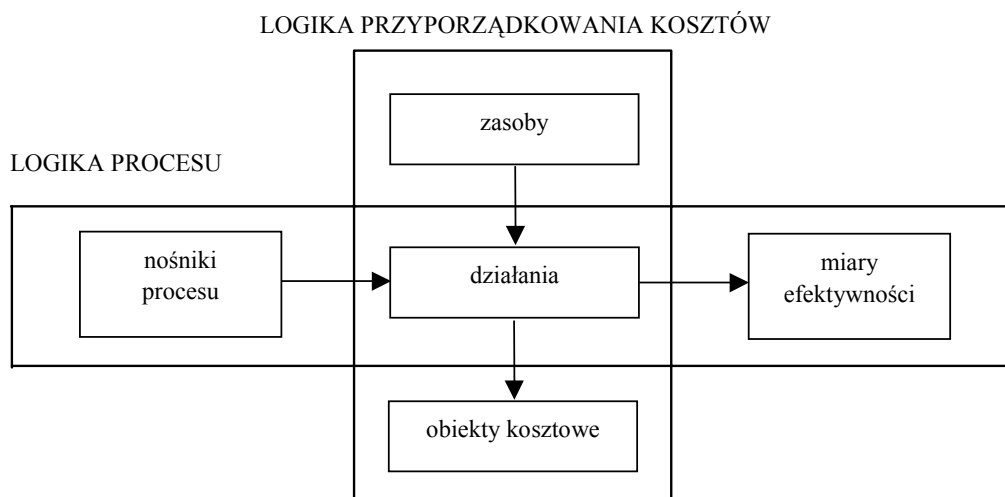 LOGIKA PRZYPORZĄDKOWANIA KOSZTÓW
zasoby
LOGIKA PROCESU
nośniki
procesu
działania
miary
efektywności
obiekty kosztowe